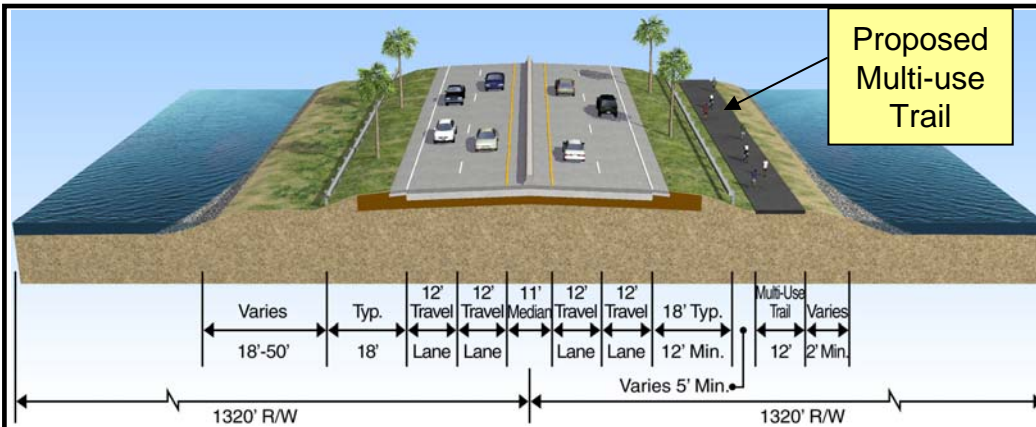 Proposed
Multi-use
Trail
Varies
18'-50'
Typ.
18'
12'
Travel
Lane
12'
Travel
Lane
11'
Median
12'
Travel
Lane
12'
Travel
Lane
18' Typ.
12' Min.
Varies 5' Min.
Multi-Use
Trail
12'
Varies
2' Min.
1320' R/W
1320' R/W